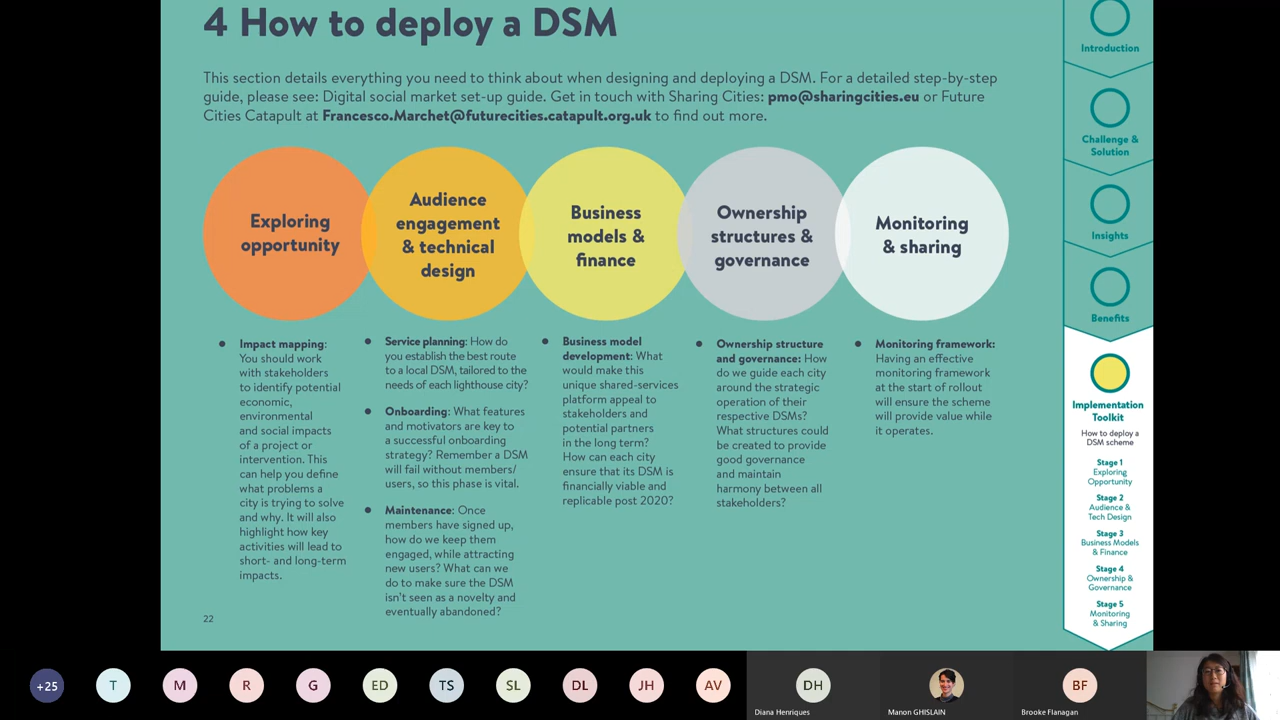 4 How to deploy a DSM
This section details everything you need to think about when designing and deploying a DSM. For a detailed step-by-step
guide, please see: Digital social market set-up guide. Get in touch with Sharing Cities: pmo@sharingcities.eu or Future
Cities Catapult at Francesco.Marchet@futurecities.catapult.org.uk to find out more.
Exploring
opportunity
Audience
engagement
& technical
design
Business
models &
finance
Ownership
structures &
governance
Monitoring
& sharing
• Impact mapping:
You should work
with stakeholders
to identify potential
economic,
environmental
and social impacts
of a project or
intervention. This
can help you define
what problems a
city is trying to solve
and why. It will also
highlight how key
activities will lead to
short- and long-term
impacts.
• Service planning: How do
you establish the best route
to a local DSM, tailored to the
needs of each lighthouse city?
• Onboarding: What features
and motivators are key to
a successful onboarding
strategy? Remember a DSM
will fail without members/
users, so this phase is vital.
• Maintenance: Once
members have signed up,
how do we keep them
engaged, while attracting
new users? What can we
do to make sure the DSM
isn't seen as a novelty and
eventually abandoned?
• Business model
development: What
would make this
unique shared-services
platform appeal to
stakeholders and
potential partners
in the long term?
How can each city
ensure that its DSM is
financially viable and
replicable post 2020?
• Ownership structure
and governance: How
do we guide each city
around the strategic
operation of their
respective DSMs?
What structures could
be created to provide
good governance
and maintain
harmony between all
stakeholders?
• Monitoring framework:
Having an effective
monitoring framework
at the start of rollout
will ensure the scheme
will provide value while
it operates.
22
Introduction
Challenge &
Solution
Insights
Benefits
Implementation
Toolkit
How to deploy a
DSM scheme
Stage 1
Exploring
Opportunity
Stage 2
Audience &
Tech Design
Stage 3
Business Models
& Finance
Stage 4
Ownership &
Governance
Stage 5
Monitoring
& Sharing
+25
T
M
R
G
ED
TS
SL
DL
JH
AV
DH
Diana Henriques
Manon GHISLAIN
BF
Brooke Flanagan